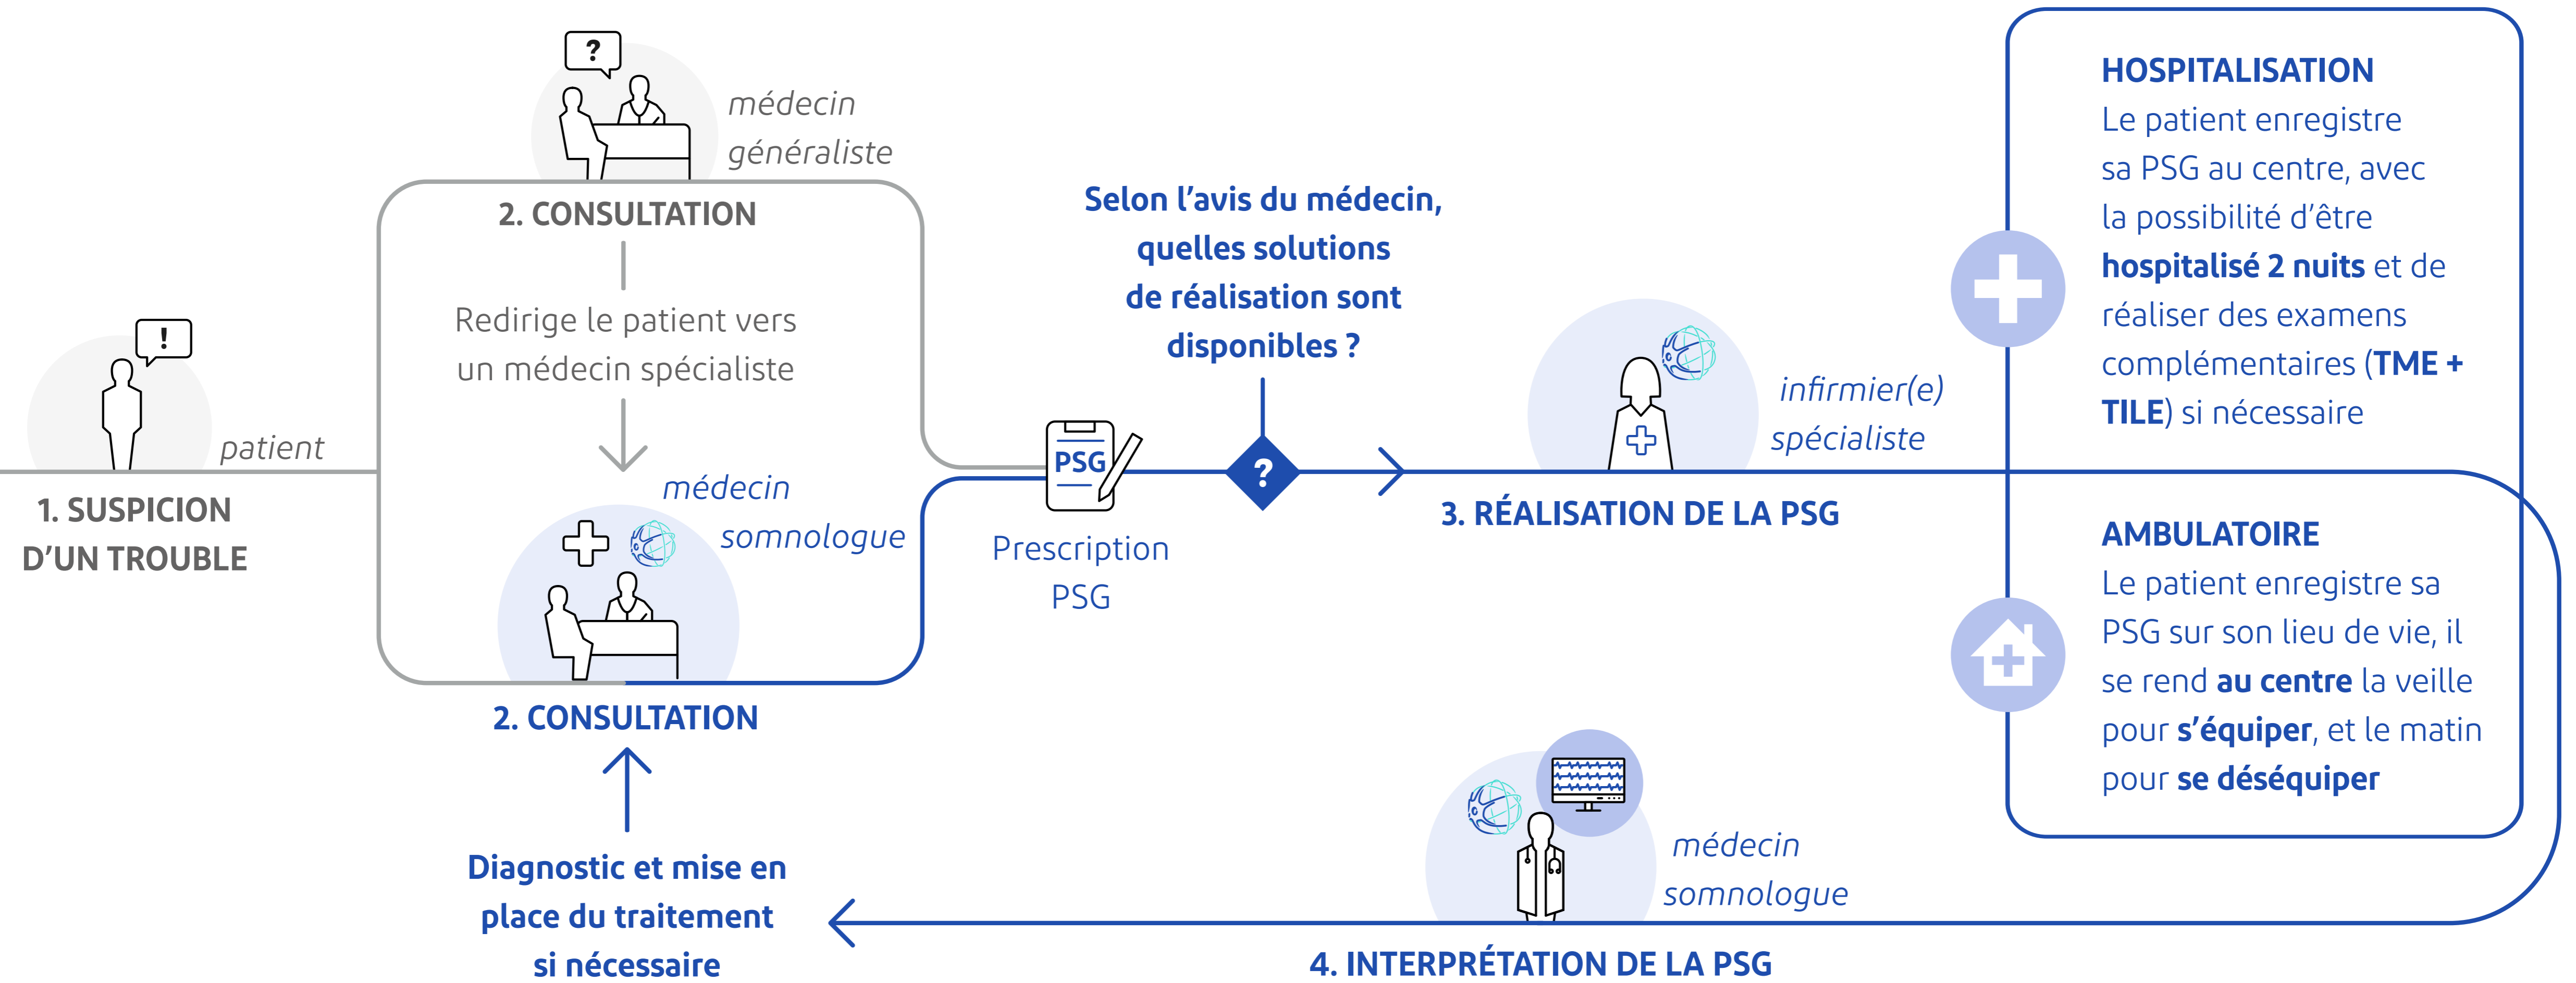 !
patient
1. SUSPICION
D'UN TROUBLE
?
médecin
généraliste
2. CONSULTATION
Redirige le patient vers
un médecin spécialiste
médecin
somnologue
2. CONSULTATION
PSG
Prescription
PSG
Selon l'avis du médecin,
quelles solutions
de réalisation sont
disponibles ?
?
infirmier(e)
spécialiste
3. RÉALISATION DE LA PSG
HOSPITALISATION
Le patient enregistre
sa PSG au centre, avec
la possibilité d'être
hospitalisé 2 nuits et de
réaliser des examens
complémentaires (TME +
TILE) si nécessaire
AMBULATOIRE
Le patient enregistre sa
PSG sur son lieu de vie, il
se rend au centre la veille
pour s'équiper, et le matin
pour se déséquiper
médecin
somnologue
4. INTERPRÉTATION DE LA PSG
Diagnostic et mise en
place du traitement
si nécessaire